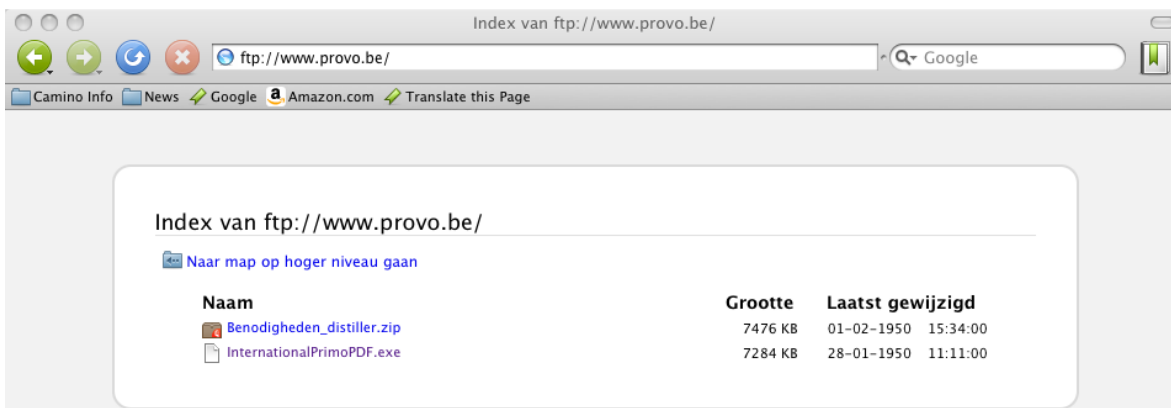 Index van ftp://www.provo.be/
ftp://www.provo.be/
Google
Camino Info News Google Amazon.com Translate this Page
Index van ftp://www.provo.be/
Naar map op hoger niveau gaan
Naam Grootte Laatst gewijzigd
Benodigheden_distiller.zip 7476 KB 01-02-1950 15:34:00
InternationalPrimoPDF.exe 7284 KB 28-01-1950 11:11:00